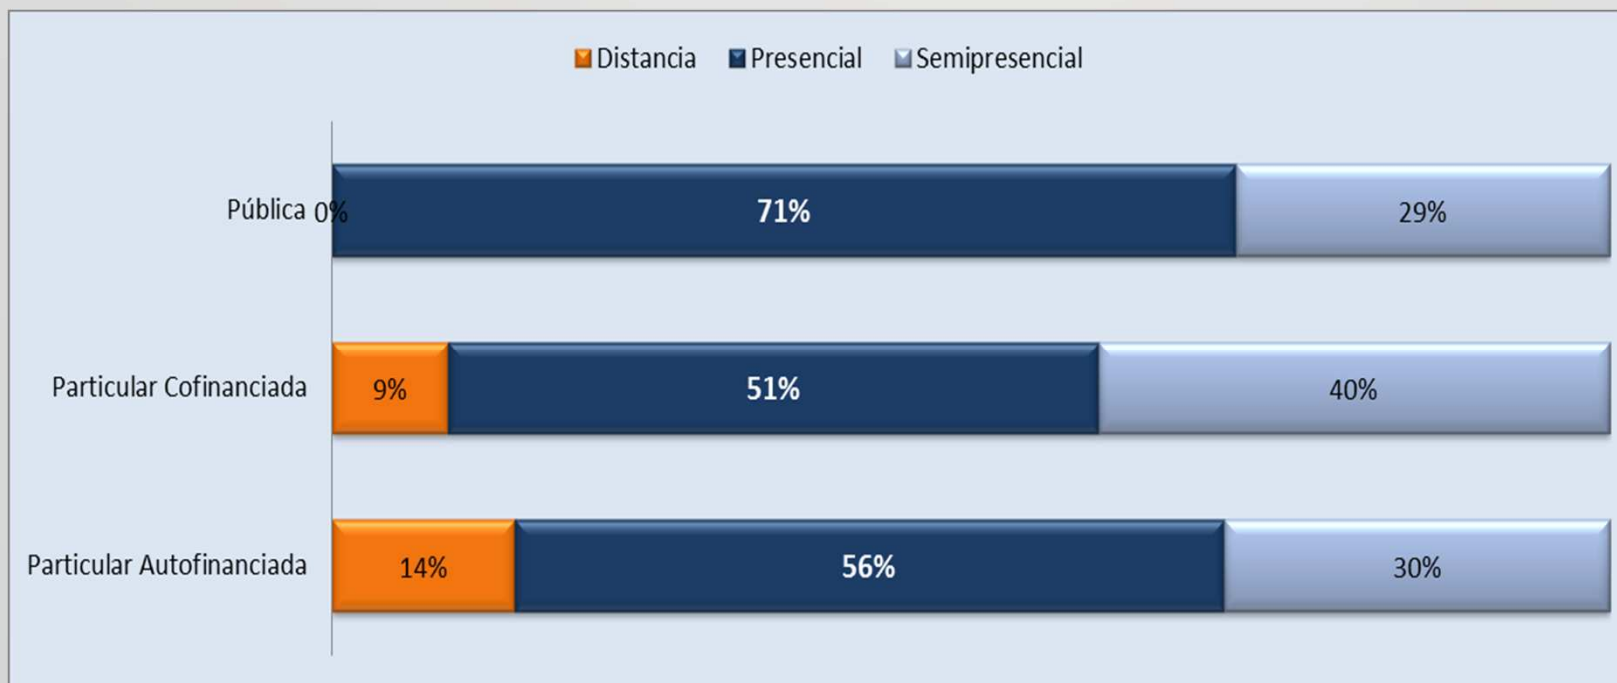 Distancia Presencial Semipresencial
Pública 0% 71% 29%
Particular Cofinanciada 9% 51% 40%
Particular Autofinanciada 14% 56% 30%